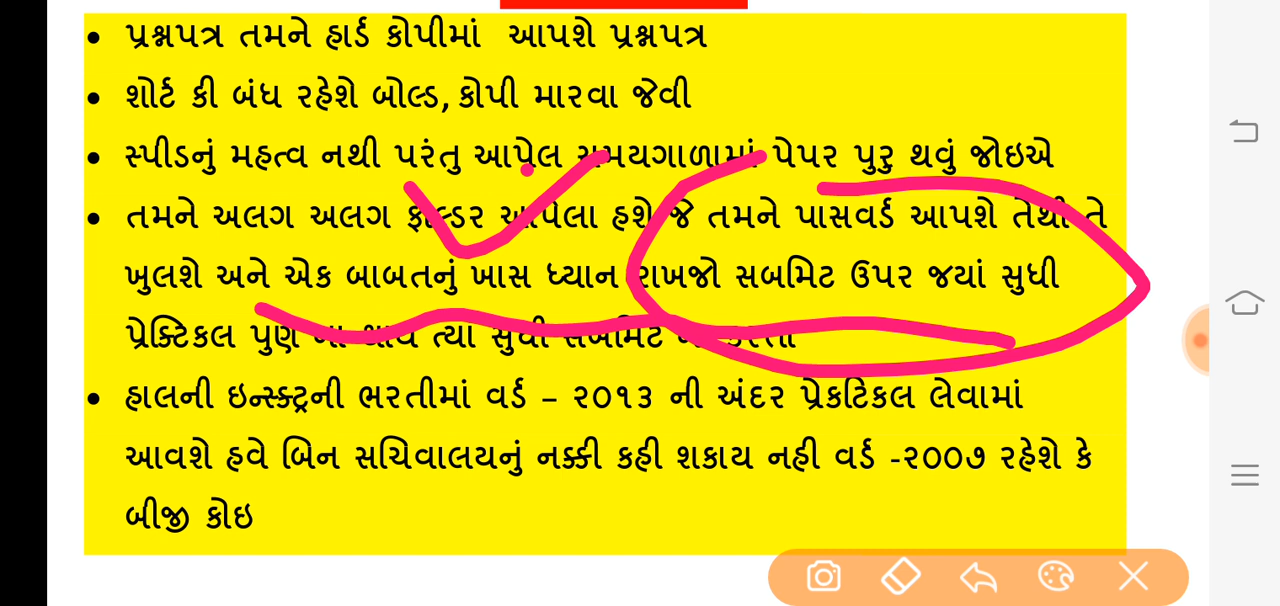 • પ્રશ્નપત્ર તમને હાર્ડ કોપીમાં આપશે પ્રશ્નપત્ર
• શોર્ટ કી બંધ રહેશે બોલ્ડ, કોપી મારવા જેવી
• સ્પીડનું મહત્વ નથી પરંતુ આપેલ સમયગાળામાં પેપર પુરુ થવું જોઇએ
• તમને અલગ અલગ ફોલ્ડર આપેલા હશે જે તમને પાસવર્ડ આપશે તેથી તે
ખુલશે અને એક બાબતનું ખાસ ધ્યાન રાખજો સબમિટ ઉપર જયાં સુધી
પ્રેક્ટિકલ પુર્ણ ના થાય ત્યાં સુધી સબમિટ ના કરતા
• હાલની ઇન્સ્ક્ટ્રની ભરતીમાં વર્ડ – ૨૦૧૩ ની અંદર પ્રેકટિકલ લેવામાં
આવશે હવે બિન સચિવાલયનું નક્કી કહી શકાય નહી વર્ડ -૨૦૦૭ રહેશે કે
બીજી કોઇ